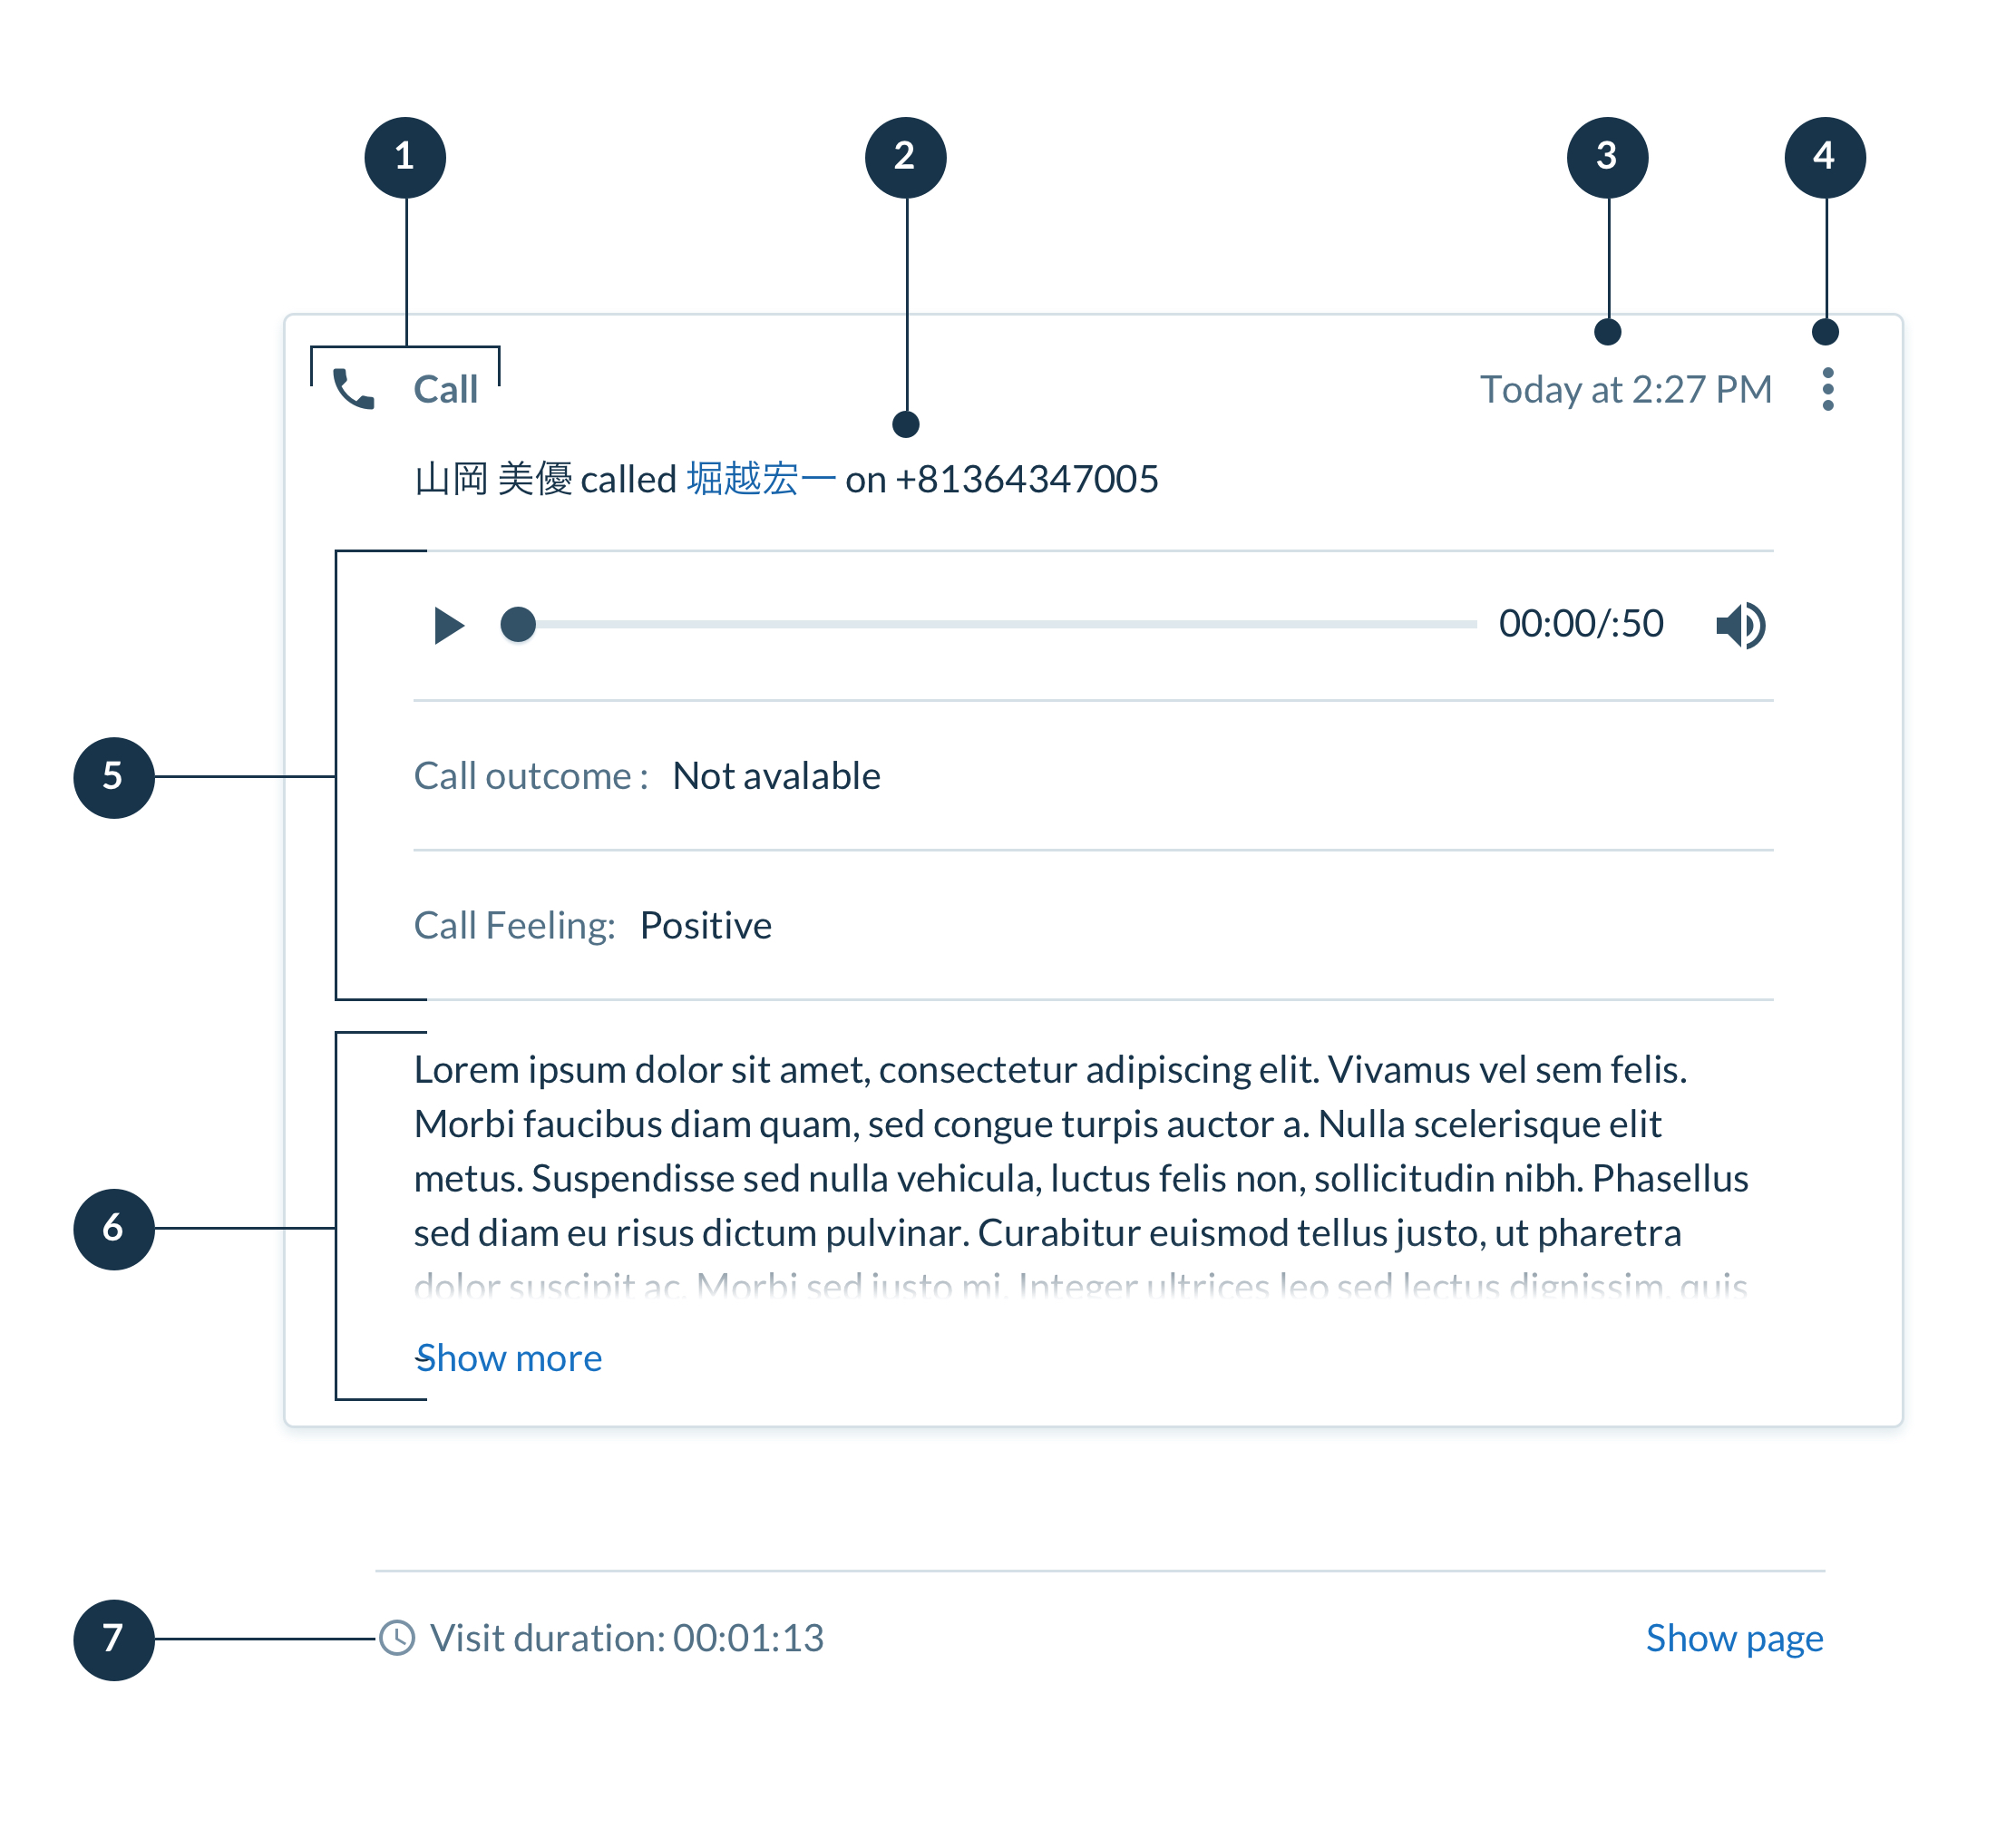 1 2 3 4
Call Today at 2:27 PM
山岡 美優 called 堀越宏一 on +81364347005
00:00/:50
5
Call outcome : Not avalable
Call Feeling: Positive
Lorem ipsum dolor sit amet, consectetur adipiscing elit. Vivamus vel sem felis.
Morbi faucibus diam quam, sed congue turpis auctor a. Nulla scelerisque elit
metus. Suspendisse sed nulla vehicula, luctus felis non, sollicitudin nibh. Phasellus
6
sed diam eu risus dictum pulvinar. Curabitur euismod tellus justo, ut pharetra
dolor suscipit ac. Morbi sed justo mi. Integer ultrices leo sed lectus dignissim, quis
Show more
7 Visit duration: 00:01:13 Show page